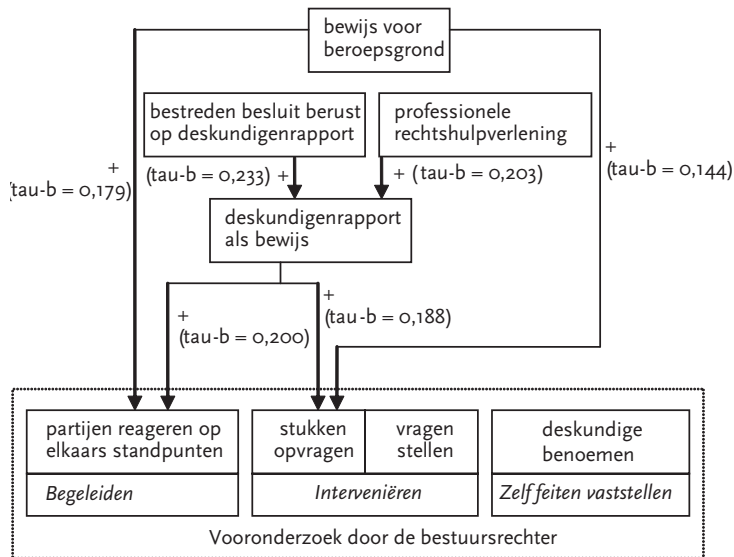 bewijs voor
beroepsgrond
bestreden besluit berust
op deskundigenrapport
professionele
rechtshulpverlening
+
(tau-b = 0,179)
(tau-b = 0,233) +
+ (tau-b = 0,203)
+
(tau-b = 0,144)
deskundigenrapport
als bewijs
+
(tau-b = 0,200)
+
(tau-b = 0,188)
partijen reageren op
elkaars standpunten
stukken
opvragen
vragen
stellen
deskundige
benoemen
Begeleiden
Interveniëren
Zelf feiten vaststellen
Vooronderzoek door de bestuursrechter